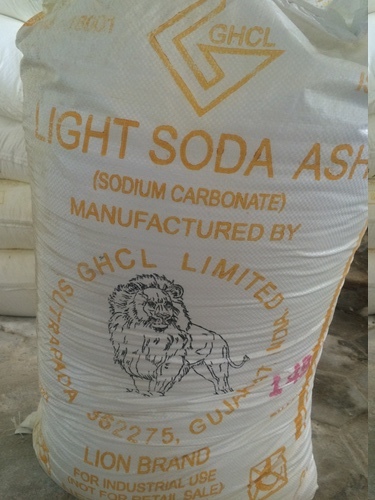 GHCL
LIGHT SODA ASH
(SODIUM CARBONATE)
MANUFACTURED BY
GHCL LIMITED
SUTRAPADA 362275, GUJARAT
LION BRAND
FOR INDUSTRIAL USE
(NOT FOR RETAIL SALE)